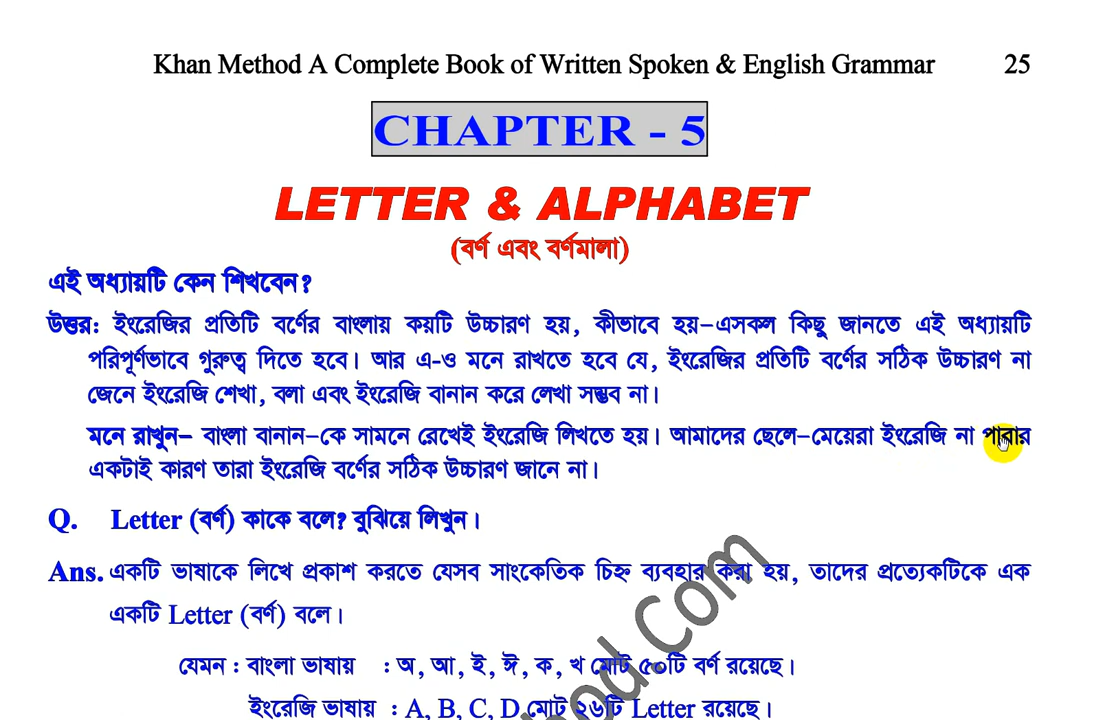 Khan Method A Complete Book of Written Spoken & English Grammar 25
CHAPTER - 5
LETTER & ALPHABET
(বর্ণ এবং বর্ণমালা)
এই অধ্যায়টি কেন শিখবেন?
উত্তর: ইংরেজির প্রতিটি বর্ণের বাংলায় কয়টি উচ্চারণ হয়, কীভাবে হয়–এসকল কিছু জানতে এই অধ্যায়টি
পরিপূর্ণভাবে গুরুত্ব দিতে হবে। আর এ-ও মনে রাখতে হবে যে, ইংরেজির প্রতিটি বর্ণের সঠিক উচ্চারণ না
জেনে ইংরেজি শেখা, বলা এবং ইংরেজি বানান করে লেখা সম্ভব না।
মনে রাখুন– বাংলা বানান–কে সামনে রেখেই ইংরেজি লিখতে হয়। আমাদের ছেলে–মেয়েরা ইংরেজি না পারার
একটাই কারণ তারা ইংরেজি বর্ণের সঠিক উচ্চারণ জানে না।
Q. Letter (বর্ণ) কাকে বলে? বুঝিয়ে লিখুন।
Ans. একটি ভাষাকে লিখে প্রকাশ করতে যেসব সাংকেতিক চিহ্ন ব্যবহার করা হয়, তাদের প্রত্যেকটিকে এক
একটি Letter (বর্ণ) বলে।
যেমন : বাংলা ভাষায় : অ, আ, ই, ঈ, ক, খ মোট ৫০টি বর্ণ রয়েছে।
ইংরেজি ভাষায় : A, B, C, D মোট ২৬টি Letter রয়েছে।